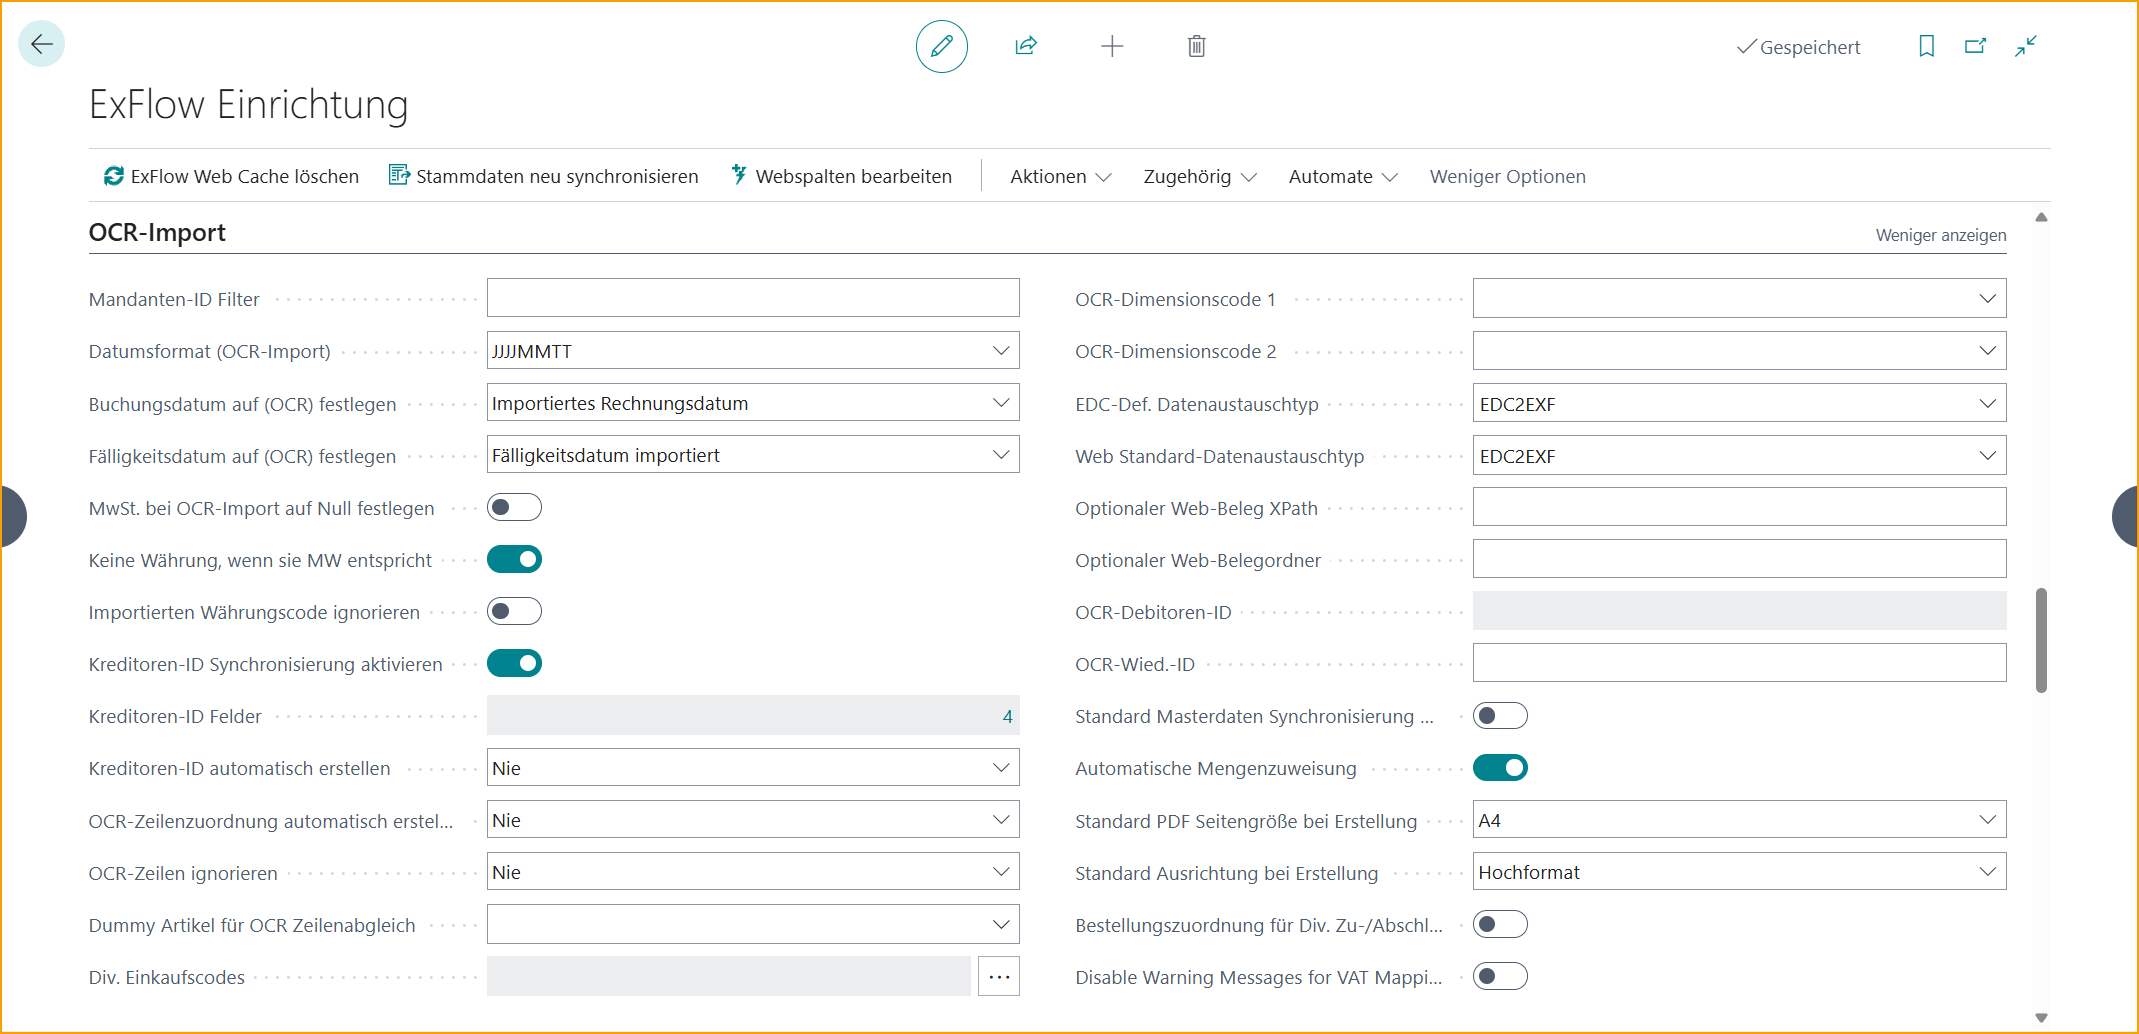 Gespeichert
ExFlow Einrichtung
ExFlow Web Cache löschen
Stammdaten neu synchronisieren
Webspalten bearbeiten
Aktionen
Zugehörig
Automate
Weniger Optionen
OCR-Import
Weniger anzeigen
Mandanten-ID Filter
Datumsformat (OCR-Import)
JJJJMMTT
Buchungsdatum auf (OCR) festlegen
Importiertes Rechnungsdatum
Fälligkeitsdatum auf (OCR) festlegen
Fälligkeitsdatum importiert
MwSt. bei OCR-Import auf Null festlegen
Keine Währung, wenn sie MW entspricht
Importierten Währungscode ignorieren
Kreditoren-ID Synchronisierung aktivieren
Kreditoren-ID Felder
4
Kreditoren-ID automatisch erstellen
Nie
OCR-Zeilenzuordnung automatisch erstel...
Nie
OCR-Zeilen ignorieren
Nie
Dummy Artikel für OCR Zeilenabgleich
Div. Einkaufscodes
...
OCR-Dimensionscode 1
OCR-Dimensionscode 2
EDC-Def. Datenaustauschtyp
EDC2EXF
Web Standard-Datenaustauschtyp
EDC2EXF
Optionaler Web-Beleg XPath
Optionaler Web-Belegordner
OCR-Debitoren-ID
OCR-Wied.-ID
Standard Masterdaten Synchronisierung ...
Automatische Mengenzuweisung
Standard PDF Seitengröße bei Erstellung
A4
Standard Ausrichtung bei Erstellung
Hochformat
Bestellungszuordnung für Div. Zu-/Abschl...
Disable Warning Messages for VAT Mappi...